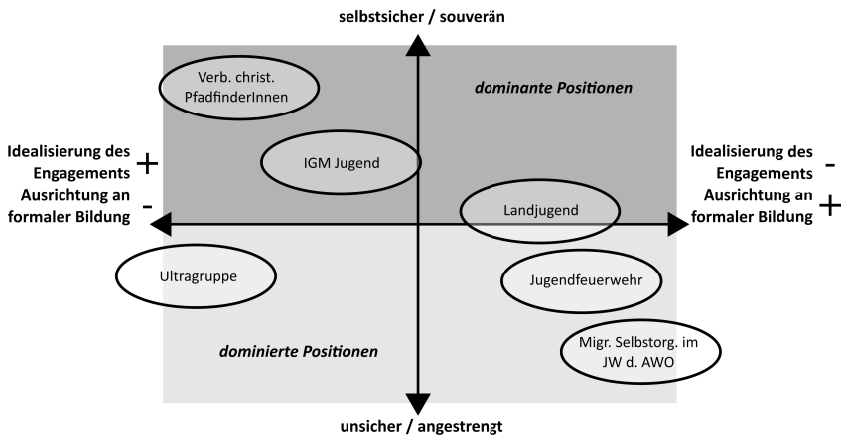 selbstsicher / souverän
Verb. christ.
PfadfinderInnen
dominante Positionen
Idealisierung des
Engagements +
Ausrichtung an
formaler Bildung -
IGM Jugend
Idealisierung des
Engagements -
Ausrichtung an
formaler Bildung +
Landjugend
Ultragruppe
Jugendfeuerwehr
dominierte Positionen
Migr. Selbstorg. im
JW d. AWO
unsicher / angestrengt